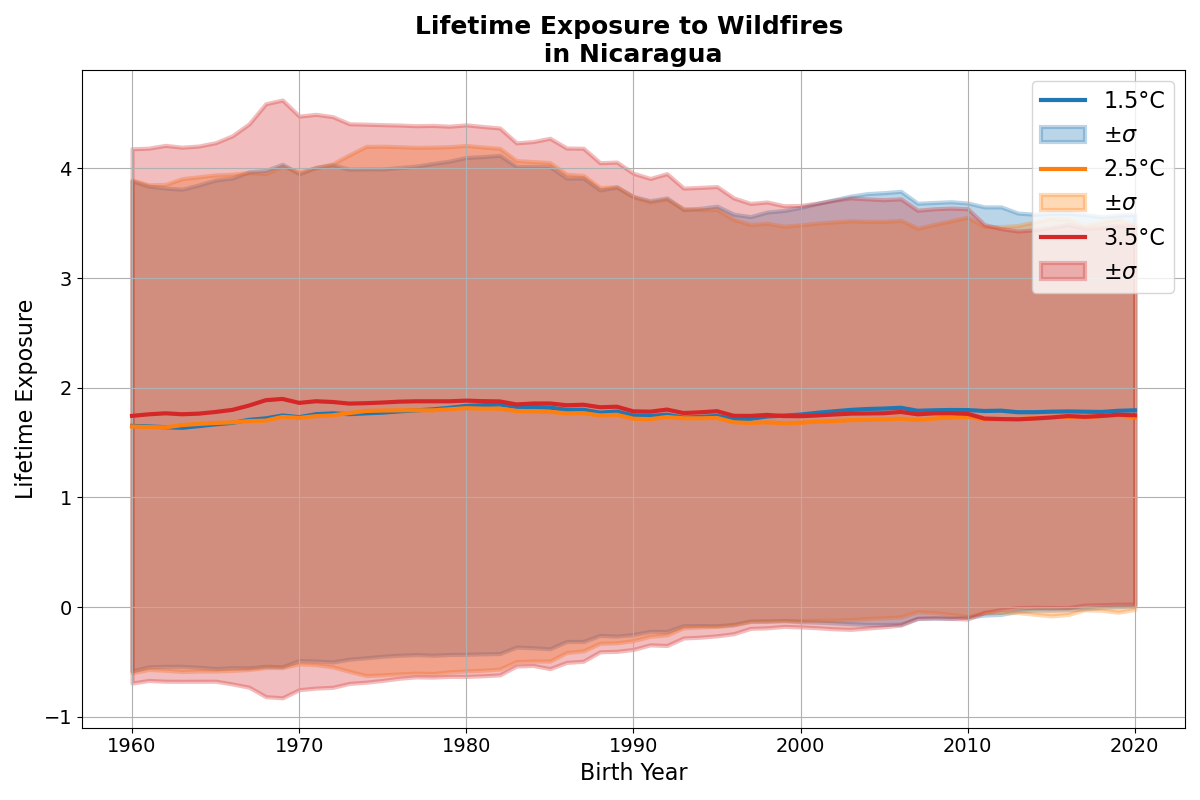 Lifetime Exposure to Wildfires
in Nicaragua
Lifetime Exposure
4
3
2
1
0
−1
1960
1970
1980
1990
2000
2010
2020
Birth Year
1.5°C
±σ
2.5°C
±σ
3.5°C
±σ